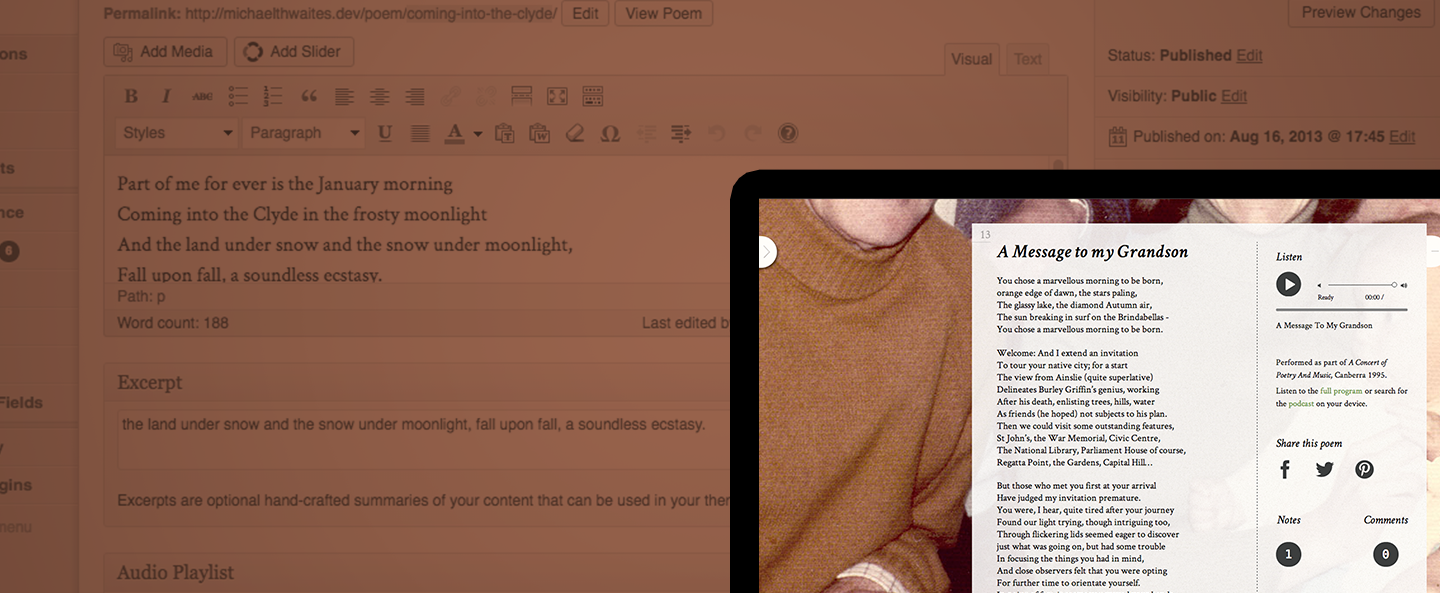 Permalink: http://michaelthwaites.dev/poem/coming-into-the-clyde/ Edit View Poem
Preview Changes
Add Media Add Slider
Visual Text
B I ABC
Styles Paragraph U A Ω
Part of me for ever is the January morning
Coming into the Clyde in the frosty moonlight
And the land under snow and the snow under moonlight,
Fall upon fall, a soundless ecstasy.
Path: p
Word count: 188
Last edited b
Excerpt
the land under snow and the snow under moonlight, fall upon fall, a soundless ecstasy.
Excerpts are optional hand-crafted summaries of your content that can be used in your ther
Audio Playlist
ons
ts
nce
6
Fields
y
gins
menu
Status: Published Edit
Visibility: Public Edit
11 Published on: Aug 16, 2013 @ 17:45 Edit
13
A Message to my Grandson
You chose a marvellous morning to be born,
orange edge of dawn, the stars paling,
The glassy lake, the diamond Autumn air,
The sun breaking in surf on the Brindabellas -
You chose a marvellous morning to be born.
Welcome: And I extend an invitation
To tour your native city; for a start
The view from Ainslie (quite superlative)
Delineates Burley Griffin's genius, working
After his death, enlisting trees, hills, water
As friends (he hoped) not subjects to his plan.
Then we could visit some outstanding features,
St John's, the War Memorial, Civic Centre,
The National Library, Parliament House of course,
Regatta Point, the Gardens, Capital Hill...
But those who met you first at your arrival
Have judged my invitation premature.
You were, I hear, quite tired after your journey
Found our light trying, though intriguing too,
Through flickering lids seemed eager to discover
just what was going on, but had some trouble
In focusing the things you had in mind,
And close observers felt that you were opting
For further time to orientate yourself.
Listen
Ready 00:00 /
A Message To My Grandson
Performed as part of A Concert of
Poetry And Music, Canberra 1995.
Listen to the full program or search for
the podcast on your device.
Share this poem
Notes Comments
1 0